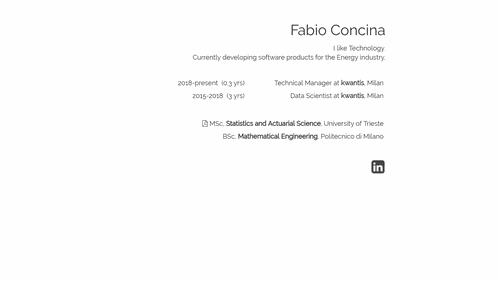 Fabio Concina
I like Technology.
Currently developing software products for the Energy industry.
2018-present (0.3 yrs) Technical Manager at kwantis, Milan
2015-2018 (3 yrs) Data Scientist at kwantis, Milan
MSc, Statistics and Actuarial Science, University of Trieste
BSc, Mathematical Engineering, Politecnico di Milano
in